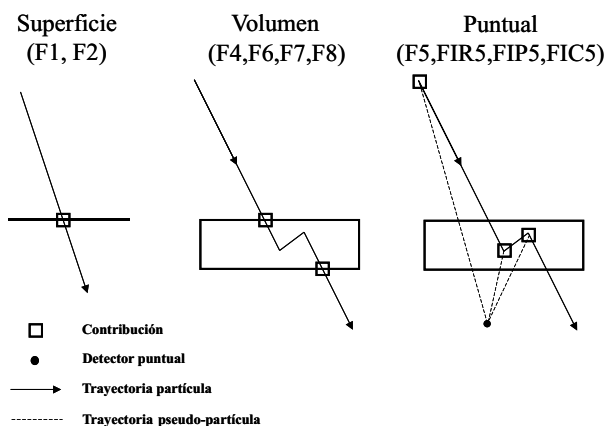 Superficie
(F1, F2)
Volumen
(F4,F6,F7,F8)
Puntual
(F5,FIR5,FIP5,FIC5)
Contribución
Detector puntual
Trayectoria partícula
Trayectoria pseudo-partícula